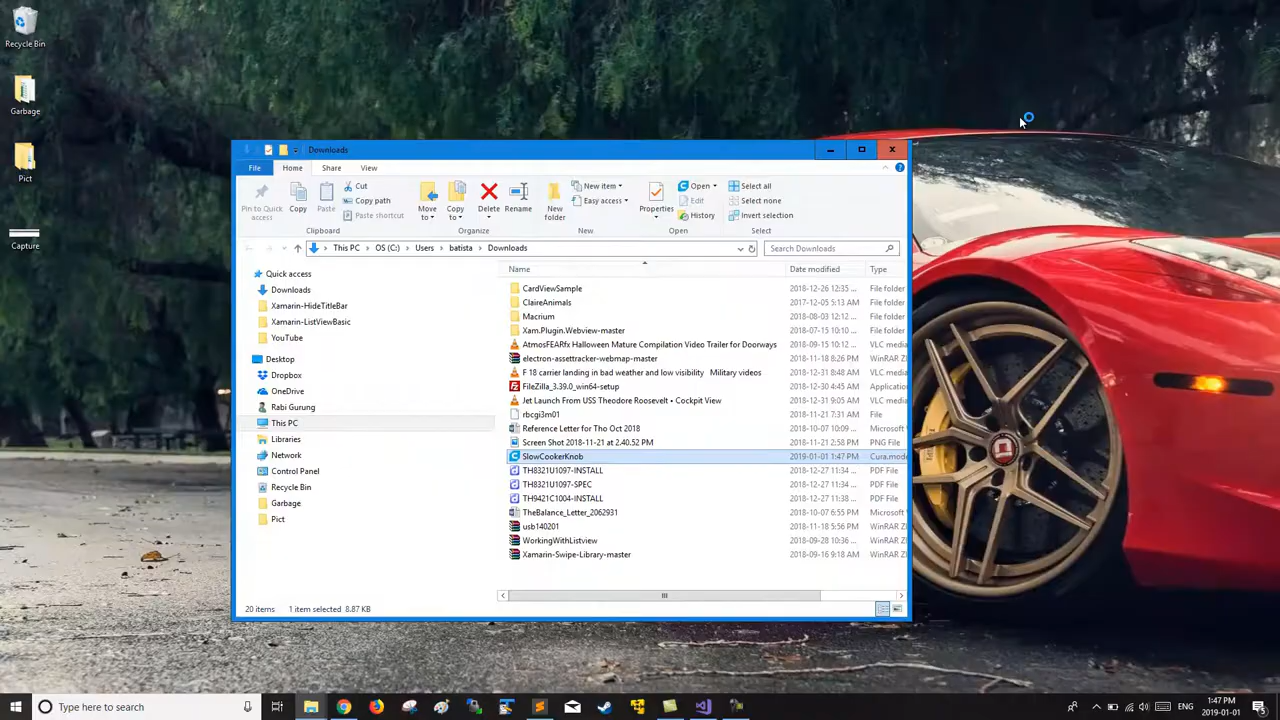 Recycle Bin
Garbage
Pict
Capture
Downloads
File Home Share View
Pin to Quick access
Copy
Paste
Cut
Copy path
Paste shortcut
Clipboard
Move to
Copy to
Delete
Rename
Organize
New folder
New item
Easy access
New
Properties
Open
Edit
History
Open
Select all
Select none
Invert selection
Select
This PC OS (C:) Users batista Downloads
Search Downloads
Quick access
Downloads
Xamarin-HideTitleBar
Xamarin-ListViewBasic
YouTube
Desktop
Dropbox
OneDrive
Rabi Gurung
This PC
Libraries
Network
Control Panel
Recycle Bin
Garbage
Pict
Name Date modified Type
CardViewSample 2018-12-26 12:35 ... File folder
ClaireAnimals 2017-12-05 5:13 AM File folder
Macrium 2018-08-03 12:12 ... File folder
Xam.Plugin.Webview-master 2018-07-15 10:10 ... File folder
AtmosFEARfx Halloween Mature Compilation Video Trailer for Doorways 2018-09-15 10:12 ... VLC media
electron-assettracker-webmap-master 2018-11-18 8:26 PM WinRAR Z
F 18 carrier landing in bad weather and low visibility Military videos 2018-12-31 8:48 AM VLC media
FileZilla_3.39.0_win64-setup 2018-12-30 4:45 AM Applicatio
Jet Launch From USS Theodore Roosevelt • Cockpit View 2018-12-31 9:05 AM VLC media
rbcgi3m01 2018-11-21 7:31 AM File
Reference Letter for Tho Oct 2018 2018-10-07 10:08 ... Microsoft
Screen Shot 2018-11-21 at 2.40.52 PM 2018-11-21 2:58 PM PNG File
SlowCookerKnob 2019-01-01 1:47 PM Cura.mode
TH8321U1097-INSTALL 2018-12-27 11:34 ... PDF File
TH8321U1097-SPEC 2018-12-27 11:34 ... PDF File
TH9421C1004-INSTALL 2018-12-27 11:38 ... PDF File
TheBalance_Letter_2062931 2018-10-07 6:55 PM Microsoft
usb140201 2018-11-18 5:56 PM WinRAR Z
WorkingWithListview 2018-09-28 10:36 ... WinRAR Z
Xamarin-Swipe-Library-master 2018-09-16 9:18 AM WinRAR Z
20 items 1 item selected 8.87 KB
Type here to search
ENG
1:47 PM
2019-01-01